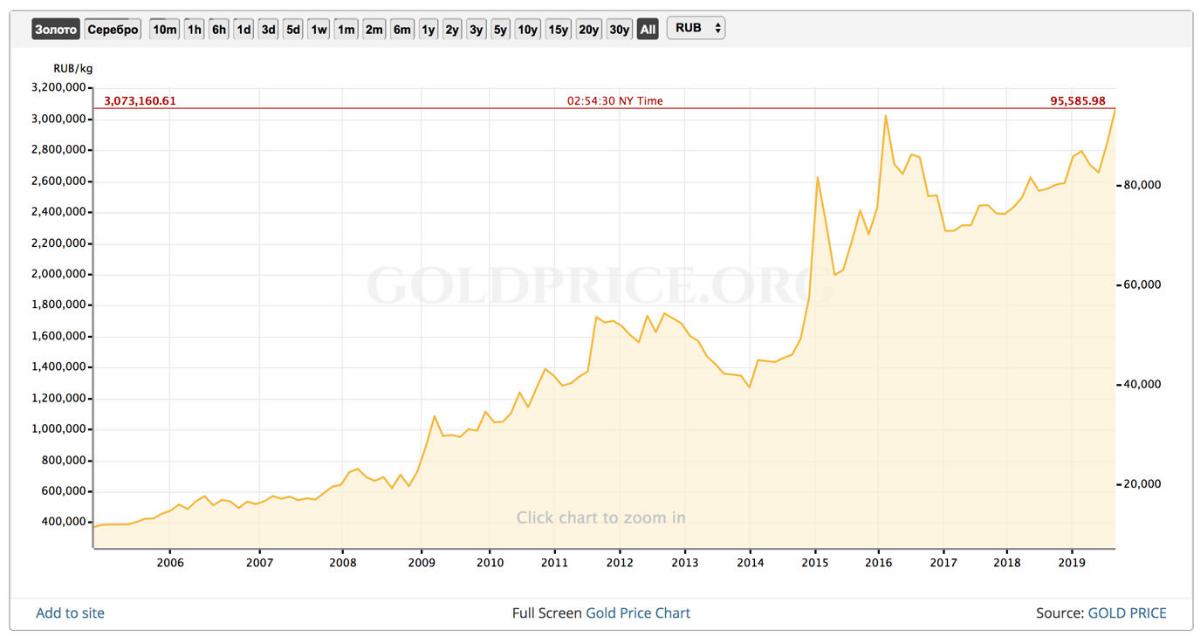 Золото Серебро 10m 1h 6h 1d 3d 5d 1w 1m 2m 6m 1y 2y 3y 5y 10y 15y 20y 30y All RUB
RUB/kg
3,200,000
3,073,160.61 02:54:30 NY Time 95,585.98
3,000,000
2,800,000
2,600,000
80,000
2,400,000
2,200,000
2,000,000
GOLDPRICE.ORG
60,000
1,800,000
1,600,000
1,400,000
40,000
1,200,000
1,000,000
800,000
600,000
20,000
400,000
Click chart to zoom in
2006 2007 2008 2009 2010 2011 2012 2013 2014 2015 2016 2017 2018 2019
Add to site Full Screen Gold Price Chart Source: GOLD PRICE